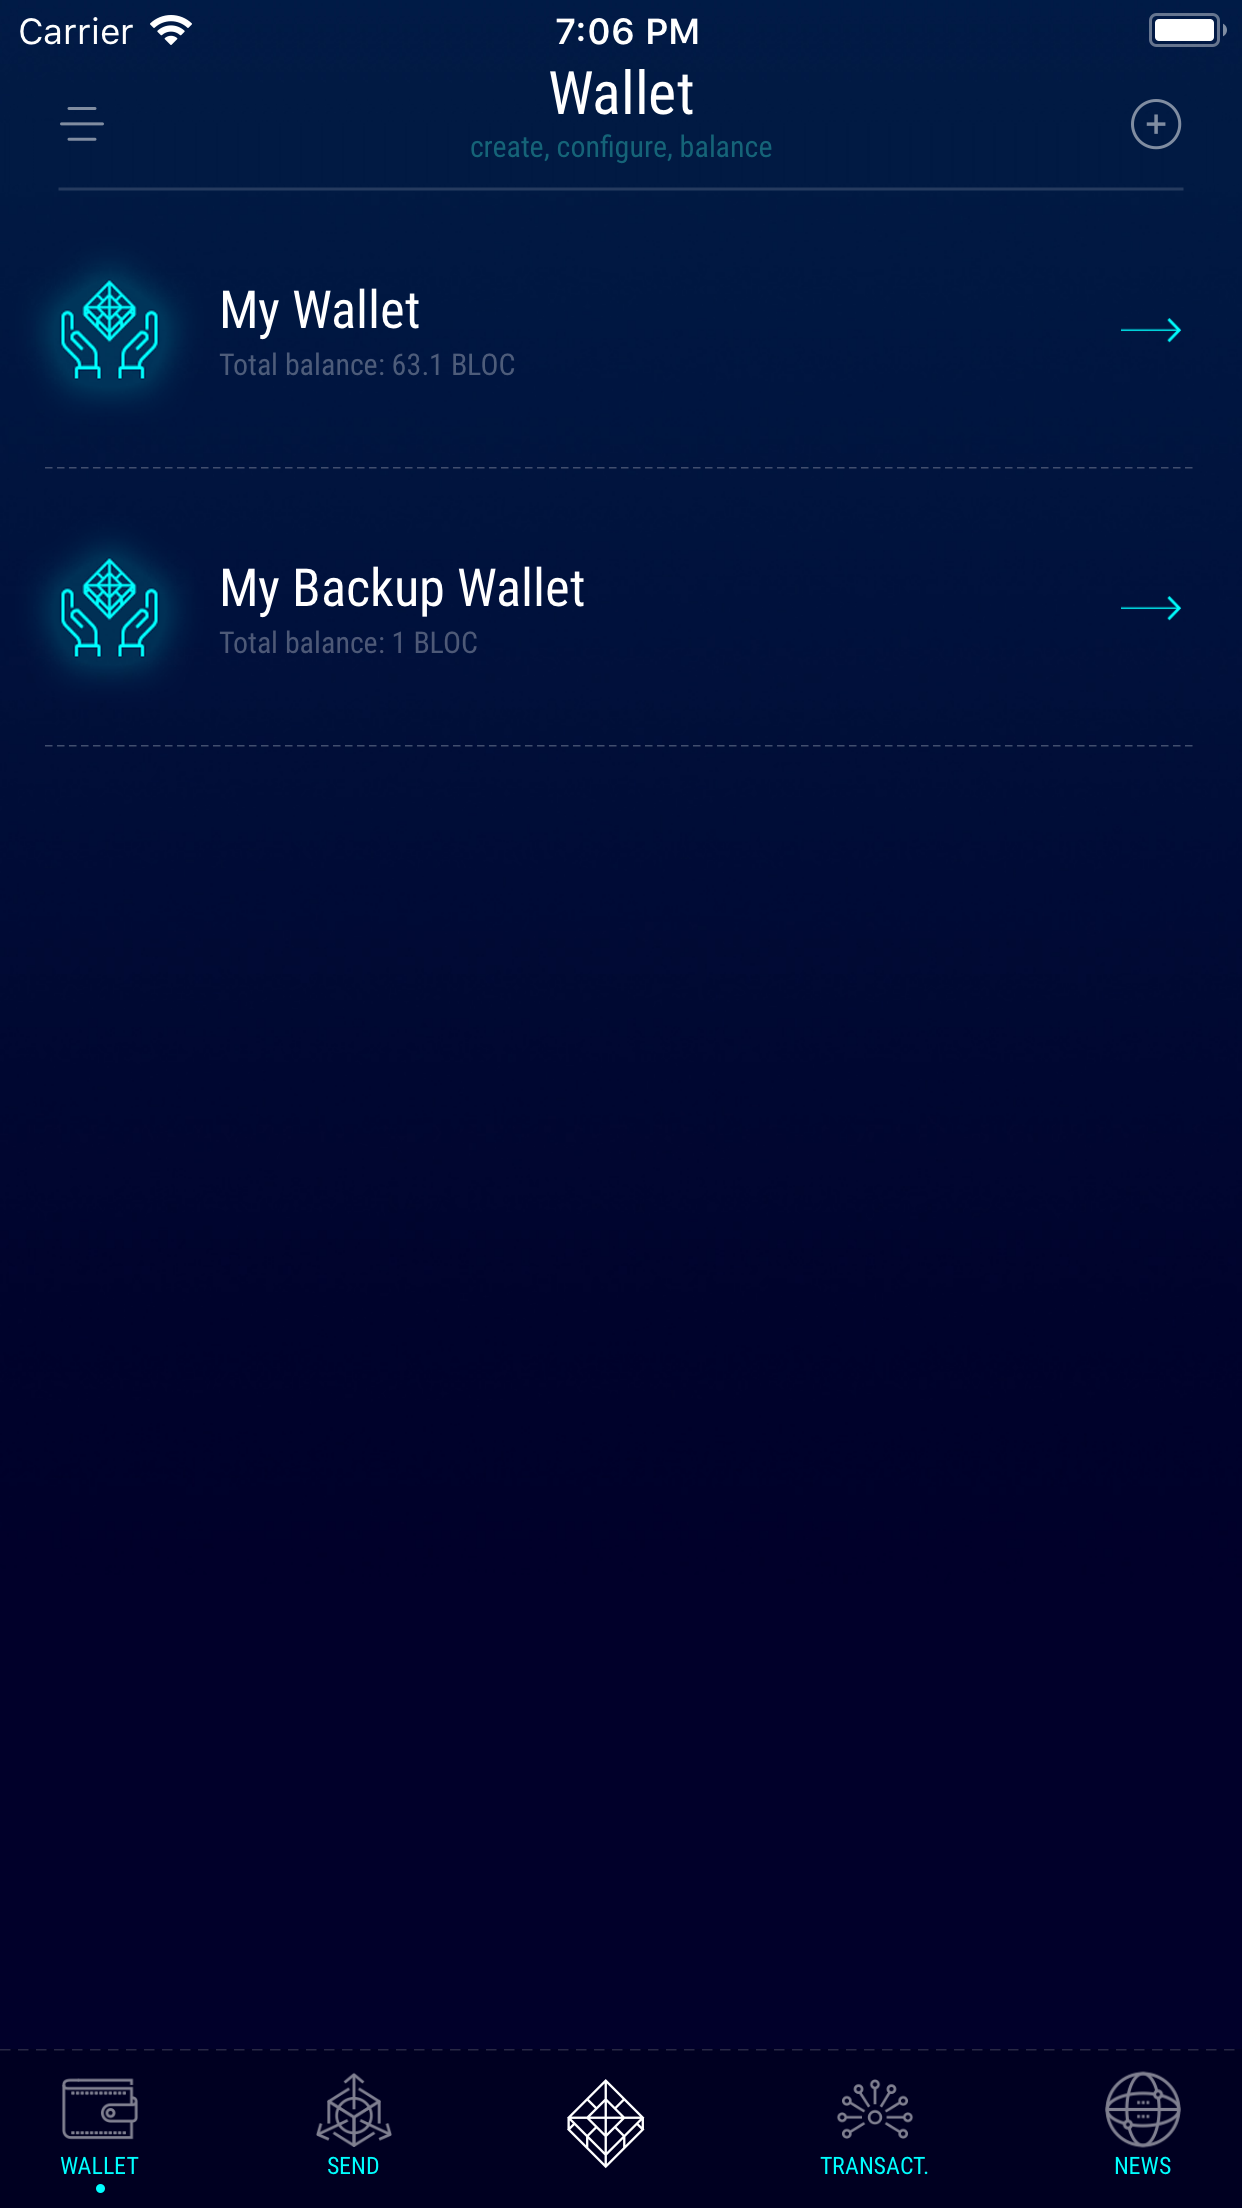 Carrier 7:06 PM
Wallet
create, configure, balance
My Wallet
Total balance: 63.1 BLOC
My Backup Wallet
Total balance: 1 BLOC
WALLET SEND TRANSACT. NEWS